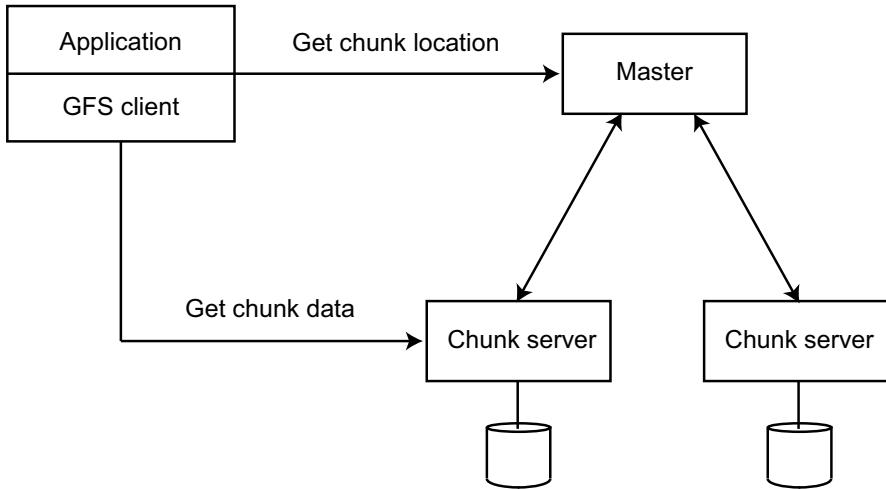 Application
Get chunk location
Master
GFS client
Get chunk data
Chunk server
Chunk server